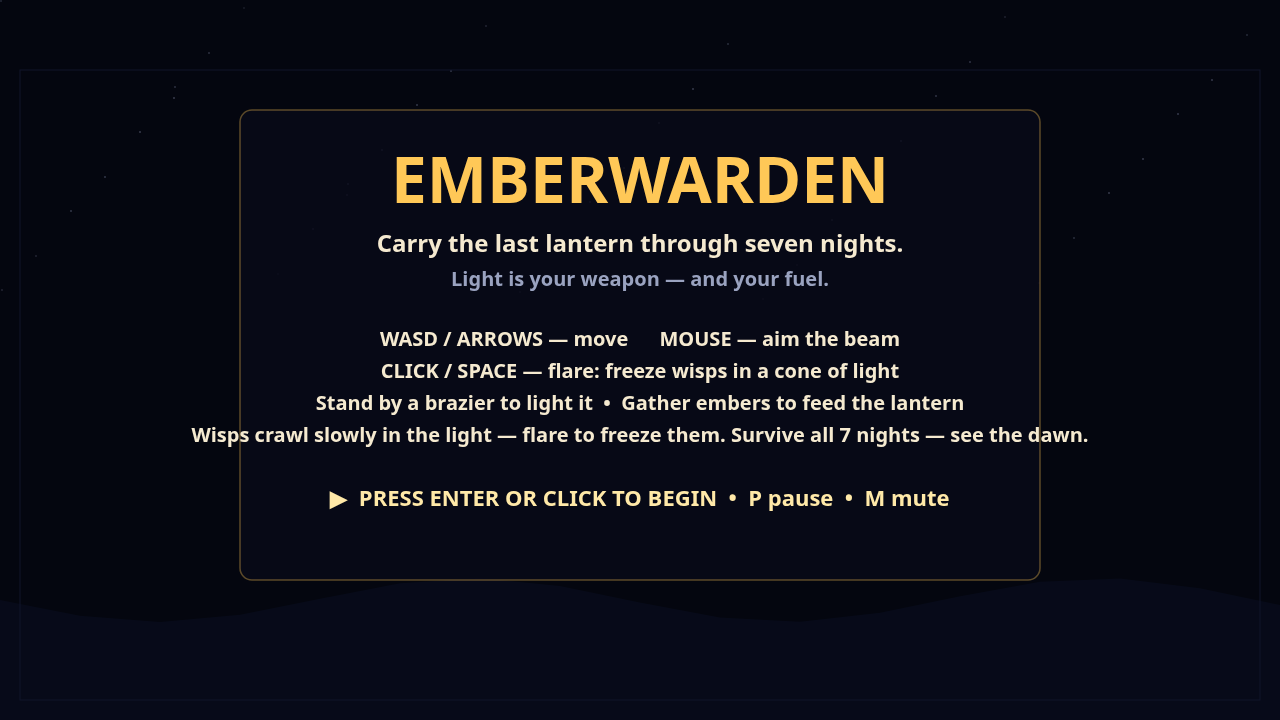 EMBERWARDEN
Carry the last lantern through seven nights.
Light is your weapon — and your fuel.
WASD / ARROWS — move MOUSE — aim the beam
CLICK / SPACE — flare: freeze wisps in a cone of light
Stand by a brazier to light it • Gather embers to feed the lantern
Wisps crawl slowly in the light — flare to freeze them. Survive all 7 nights — see the dawn.
▶ PRESS ENTER OR CLICK TO BEGIN • P pause • M mute